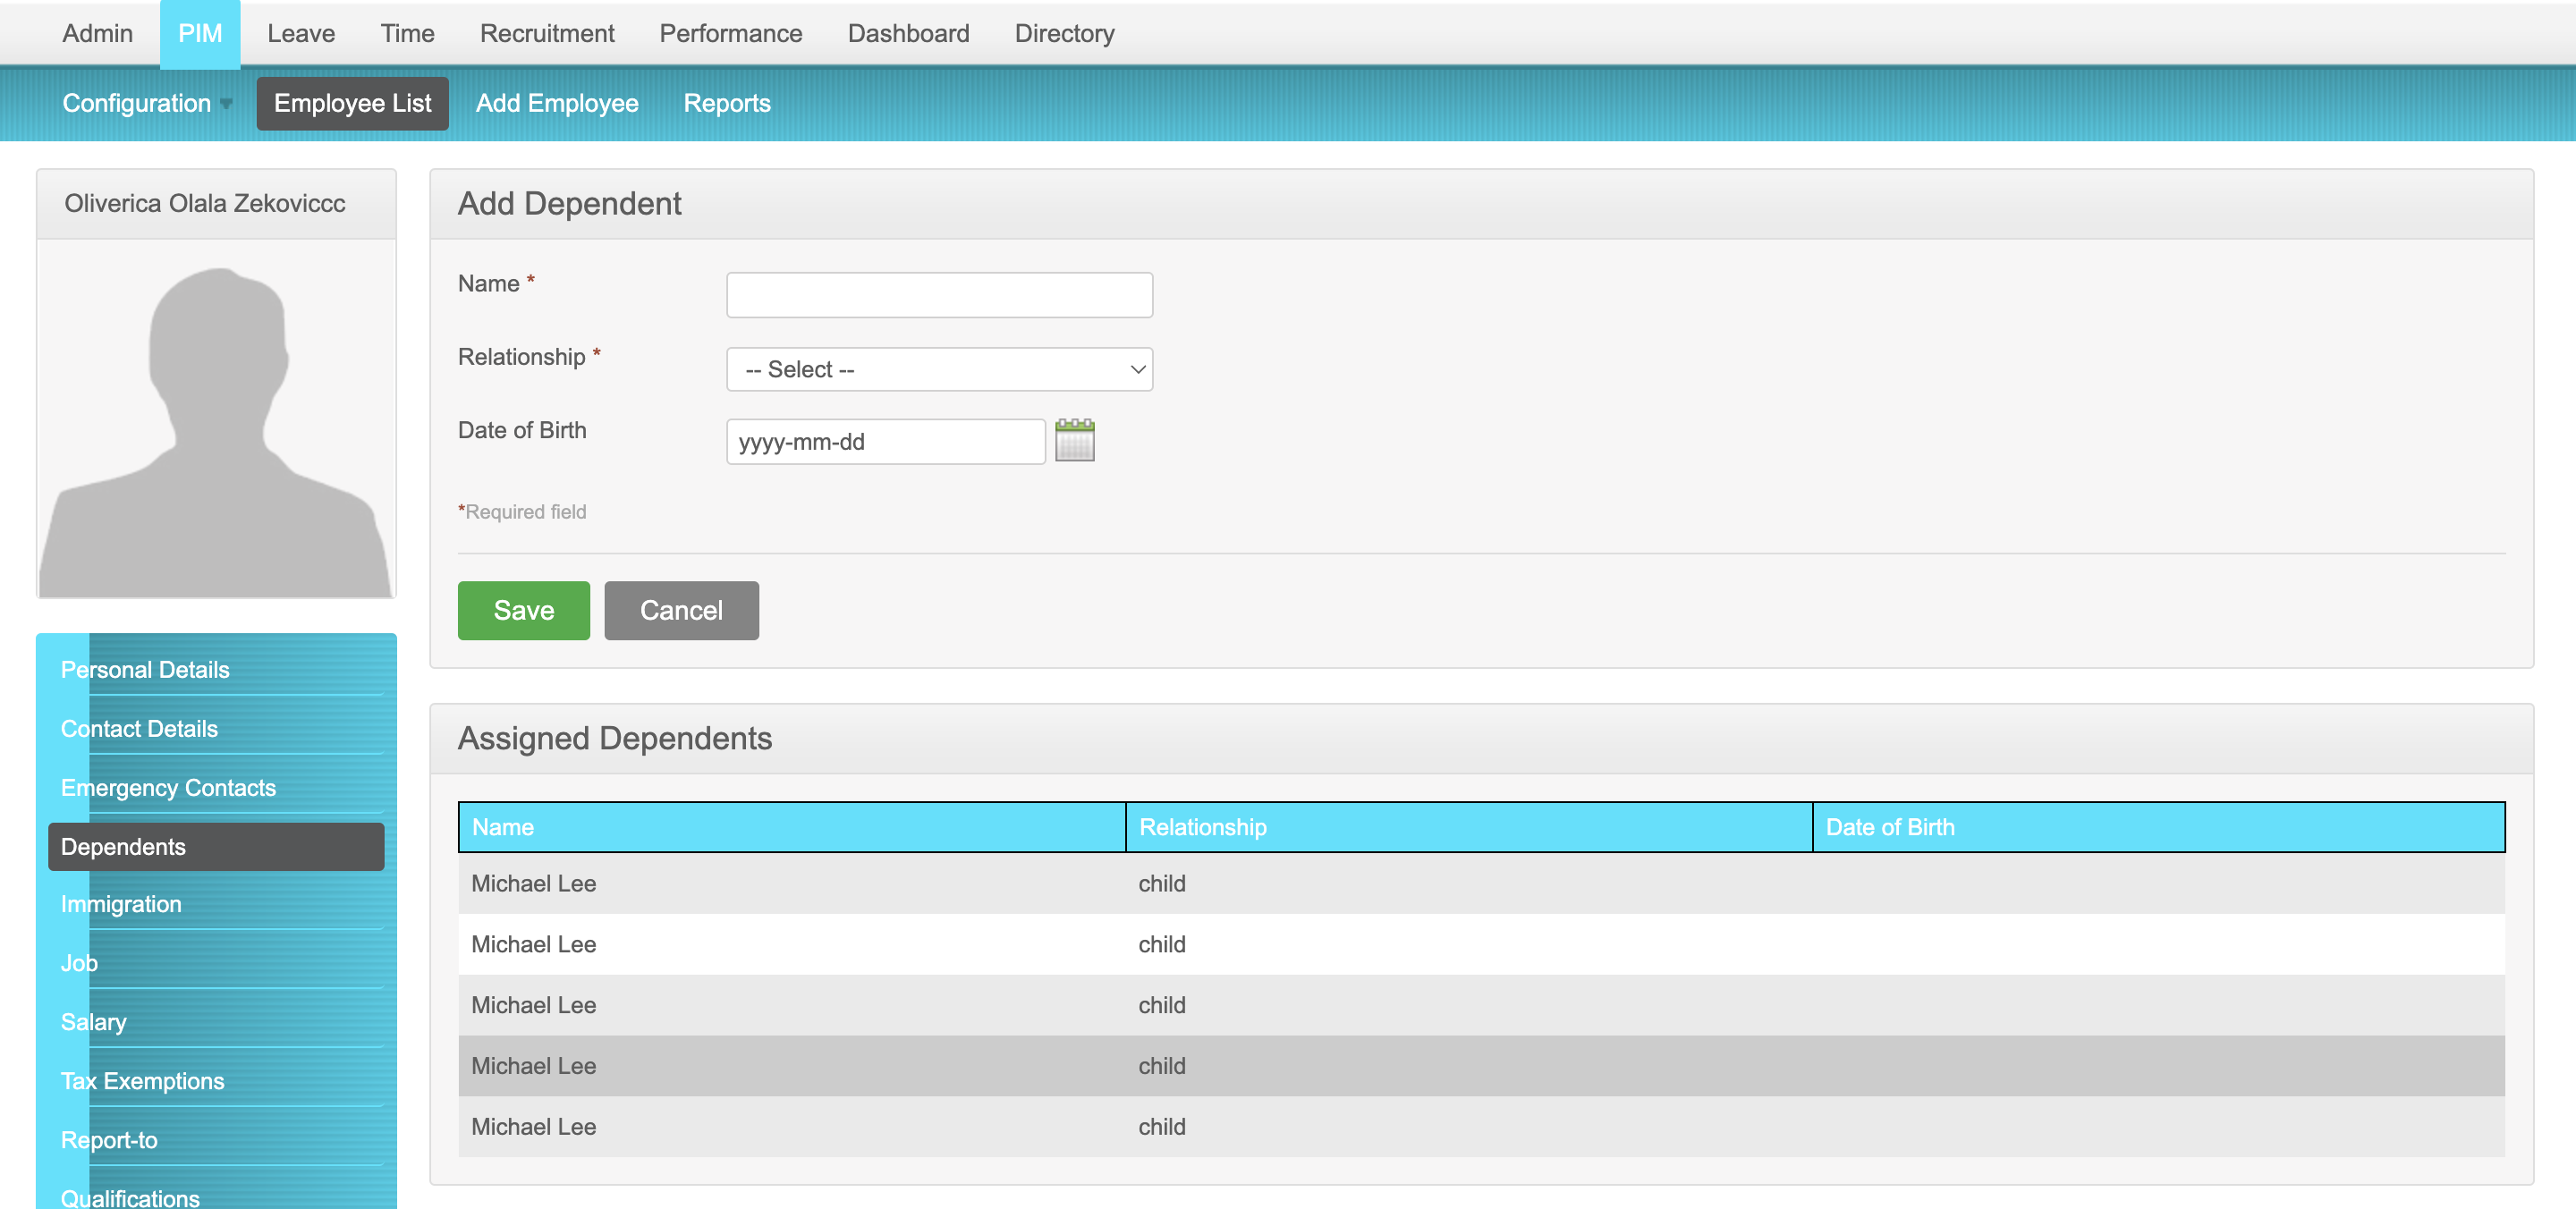 Admin PIM Leave Time Recruitment Performance Dashboard Directory
Configuration Employee List Add Employee Reports
Oliverica Olala Zekoviccc
Add Dependent
Name *
Relationship * -- Select --
Date of Birth yyyy-mm-dd
*Required field
Save Cancel
Personal Details
Contact Details
Emergency Contacts
Dependents
Immigration
Job
Salary
Tax Exemptions
Report-to
Qualifications
Assigned Dependents
Name Relationship Date of Birth
Michael Lee child
Michael Lee child
Michael Lee child
Michael Lee child
Michael Lee child